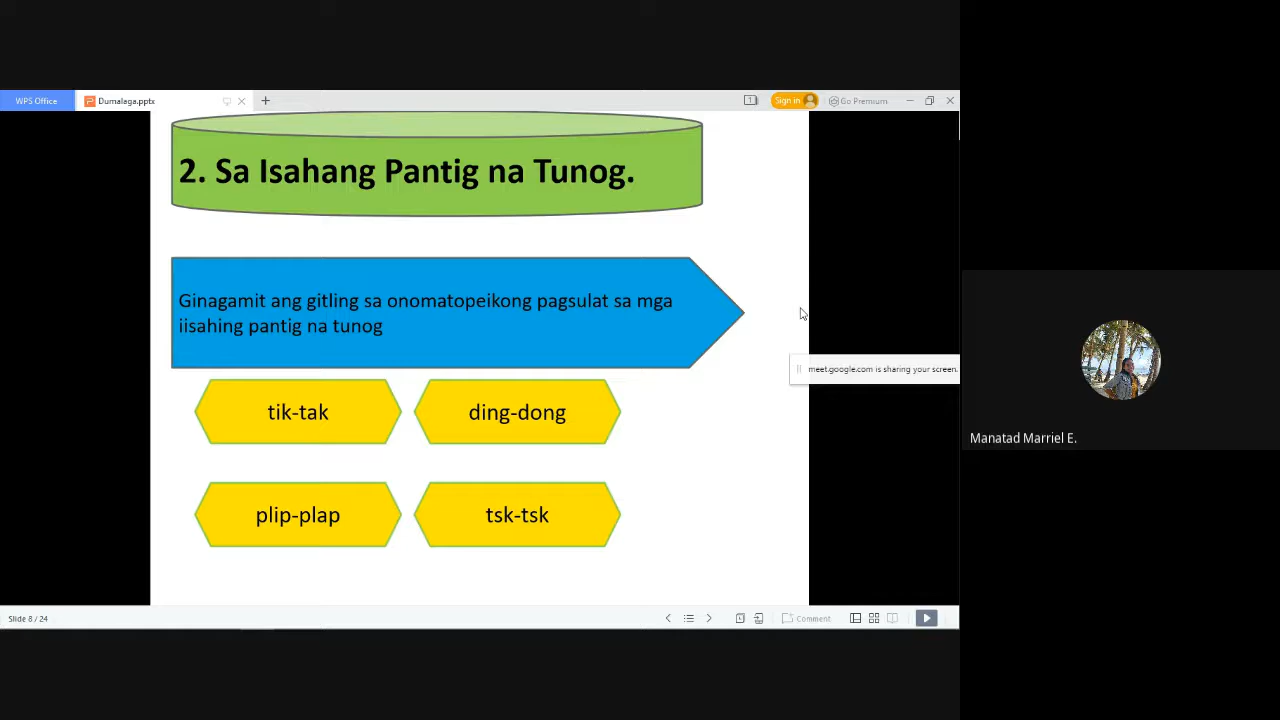 WPS Office
Dumalaga.pptx
Sign in
Go Premium
2. Sa Isahang Pantig na Tunog.
Ginagamit ang gitling sa onomatopeikong pagsulat sa mga
iisahing pantig na tunog
meet.google.com is sharing your screen.
tik-tak
ding-dong
plip-plap
tsk-tsk
Manatad Marriel E.
Slide 8 / 24
Comment